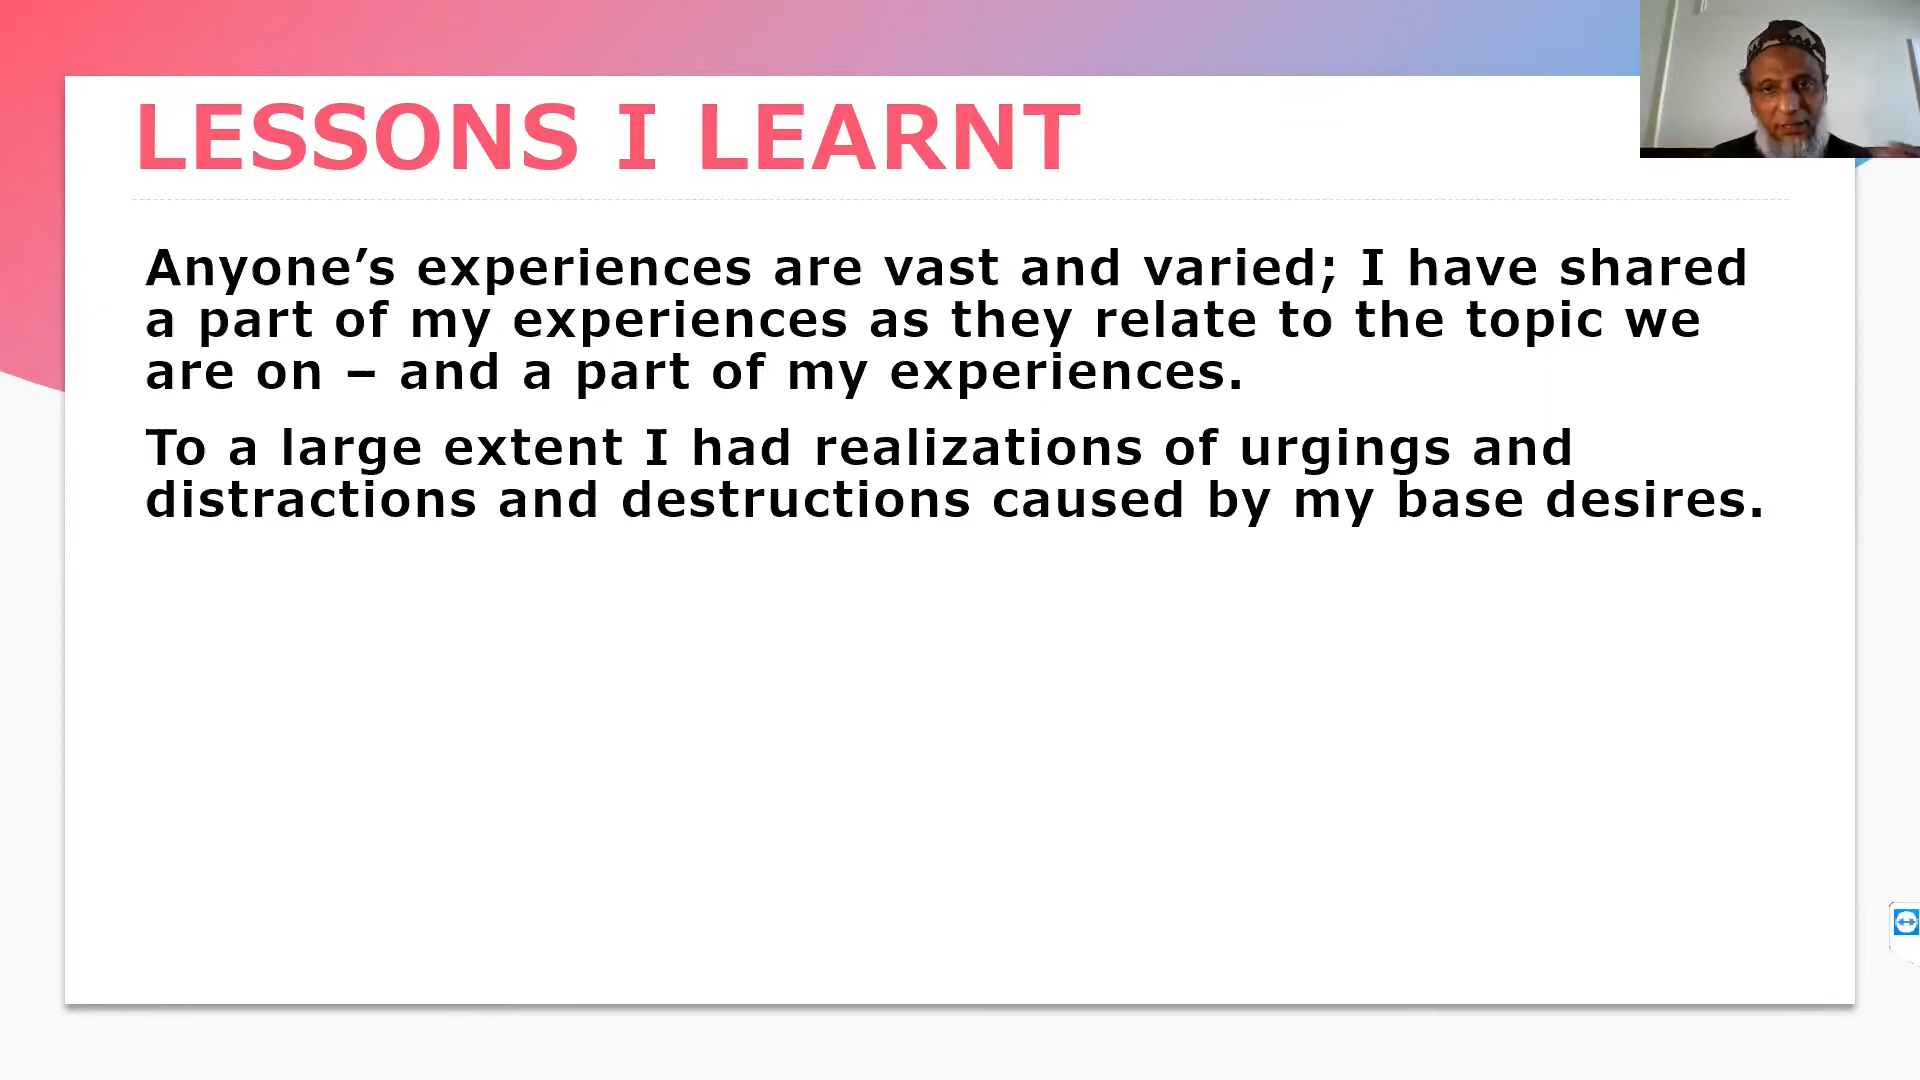 LESSONS I LEARNT
Anyone’s experiences are vast and varied; I have shared
a part of my experiences as they relate to the topic we
are on – and a part of my experiences.
To a large extent I had realizations of urgings and
distractions and destructions caused by my base desires.